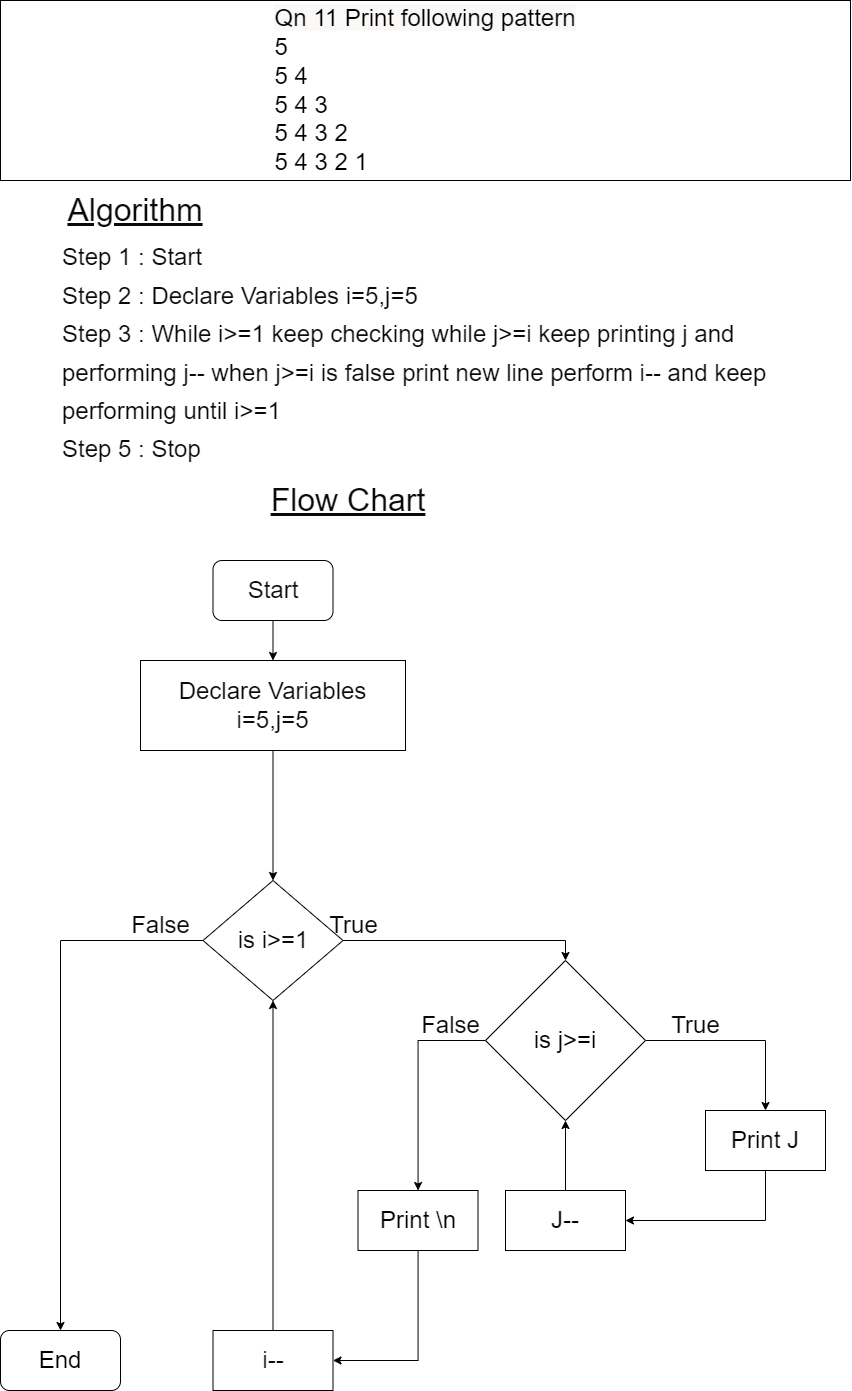 Qn 11 Print following pattern
5
5 4
5 4 3
5 4 3 2
5 4 3 2 1
Algorithm
Step 1 : Start
Step 2 : Declare Variables i=5,j=5
Step 3 : While i>=1 keep checking while j>=i keep printing j and
performing j-- when j>=i is false print new line perform i-- and keep
performing until i>=1
Step 5 : Stop
Flow Chart
Start
Declare Variables
i=5,j=5
False
is i>=1
True
False
is j>=i
True
Print J
Print \n
J--
End
i--